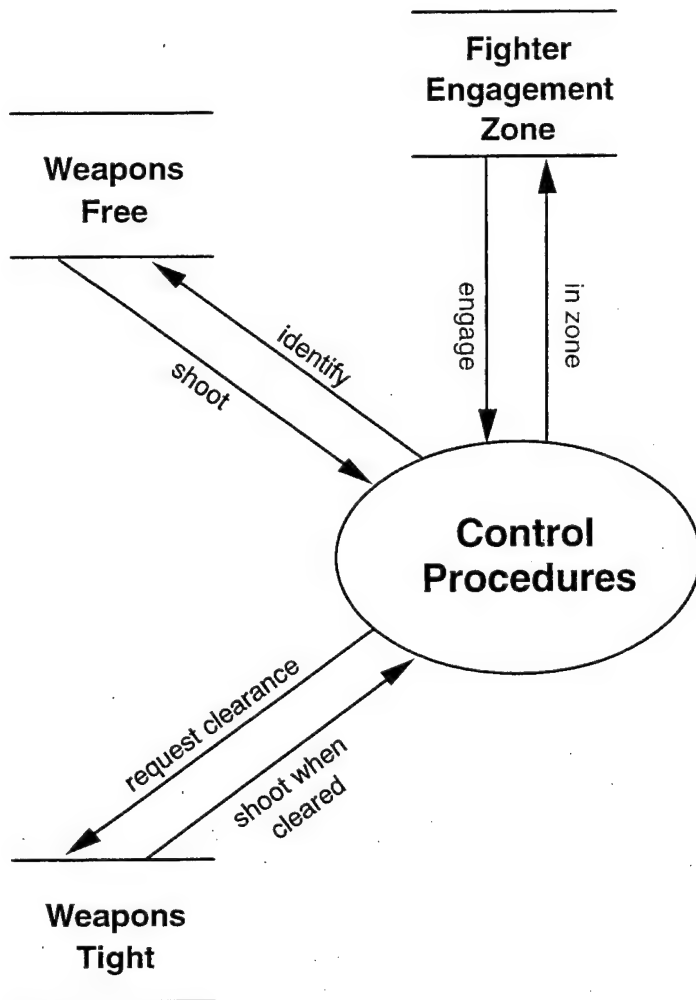 Fighter
Engagement
Zone
Weapons
Free
engage
in zone
identify
shoot
Control
Procedures
request clearance
shoot when
cleared
Weapons
Tight